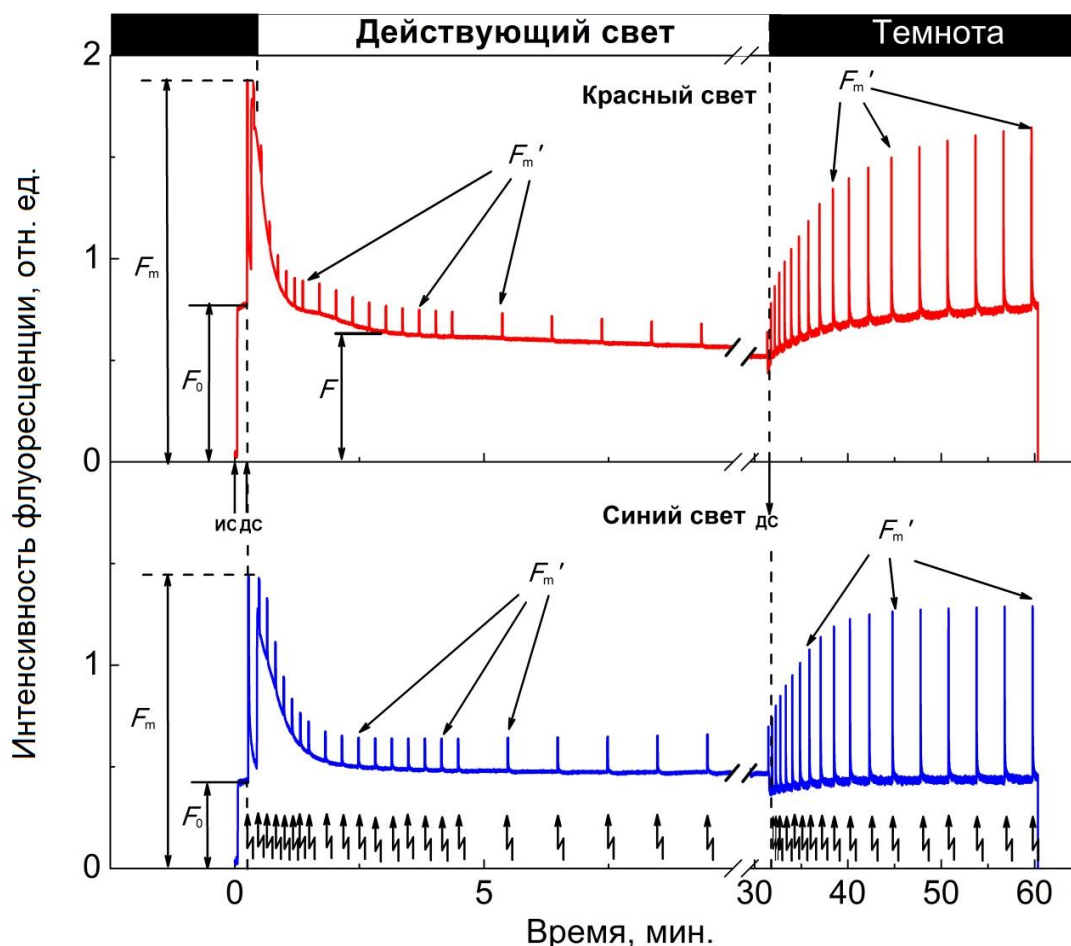 Действующий свет
Темнота
2
Красный свет
Fm'
Fm'
Fm
1
F0
F
0
ИС ДС
Синий свет
ДС
Fm'
Fm'
1
Fm
F0
0
0
5
30
40
50
60
Время, мин.
Интенсивность флуоресценции, отн. ед.